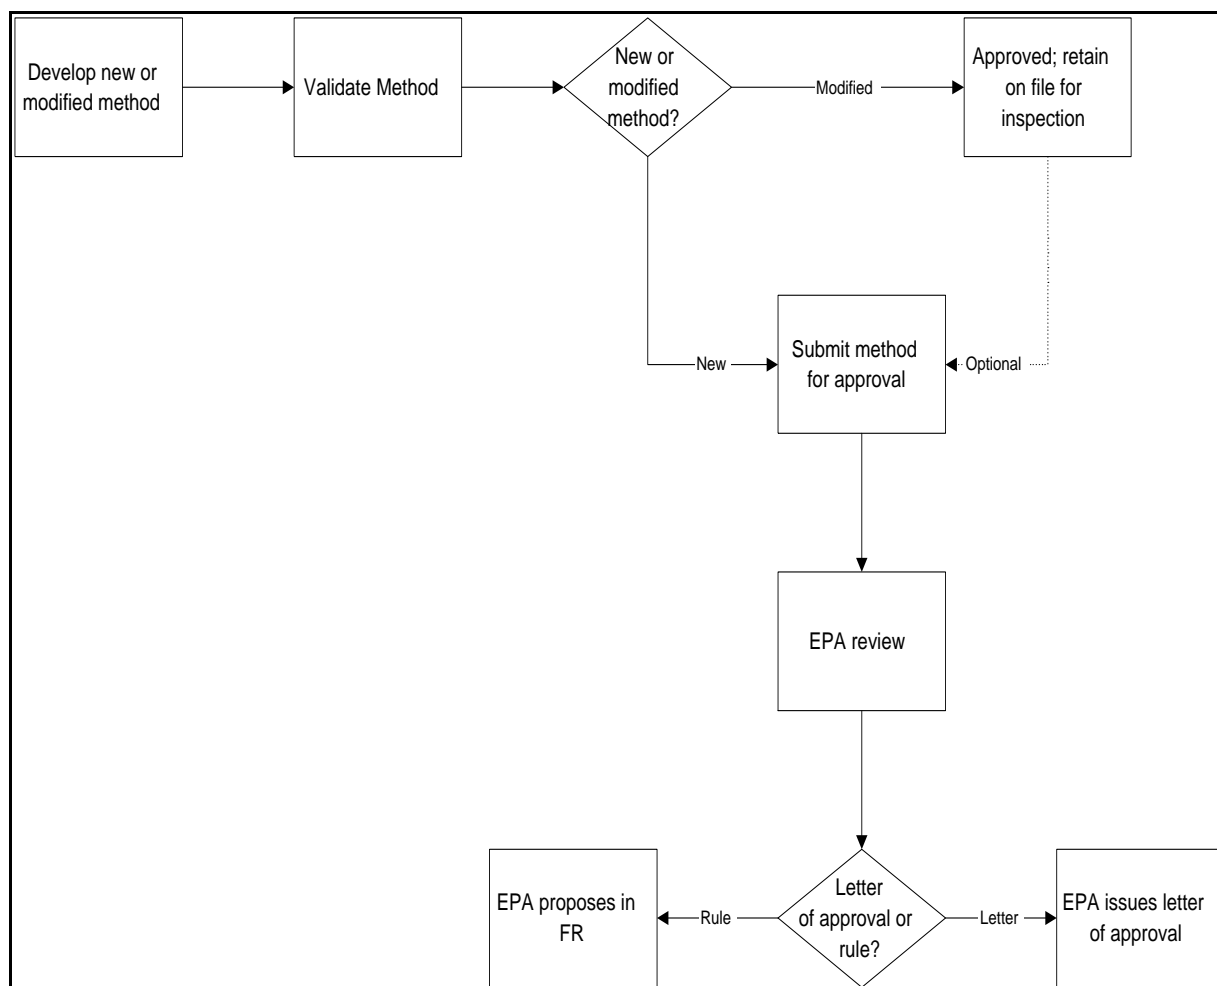 Develop new or
modified method
Validate Method
New or
modified
method?
Modified
Approved; retain
on file for
inspection
New
Submit method
for approval
Optional
EPA review
EPA proposes in
FR
Rule
Letter
of approval or
rule?
Letter
EPA issues letter
of approval